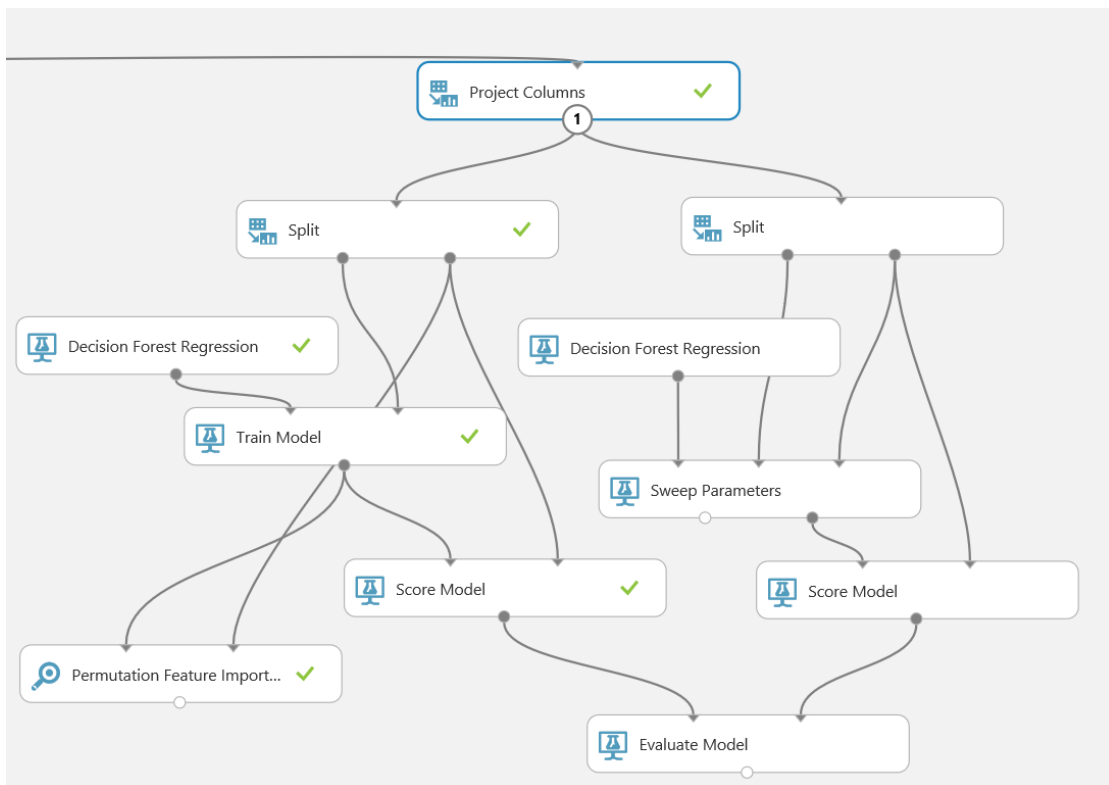 Project Columns
1
Split
Split
Decision Forest Regression
Decision Forest Regression
Train Model
Sweep Parameters
Score Model
Score Model
Permutation Feature Import...
Evaluate Model